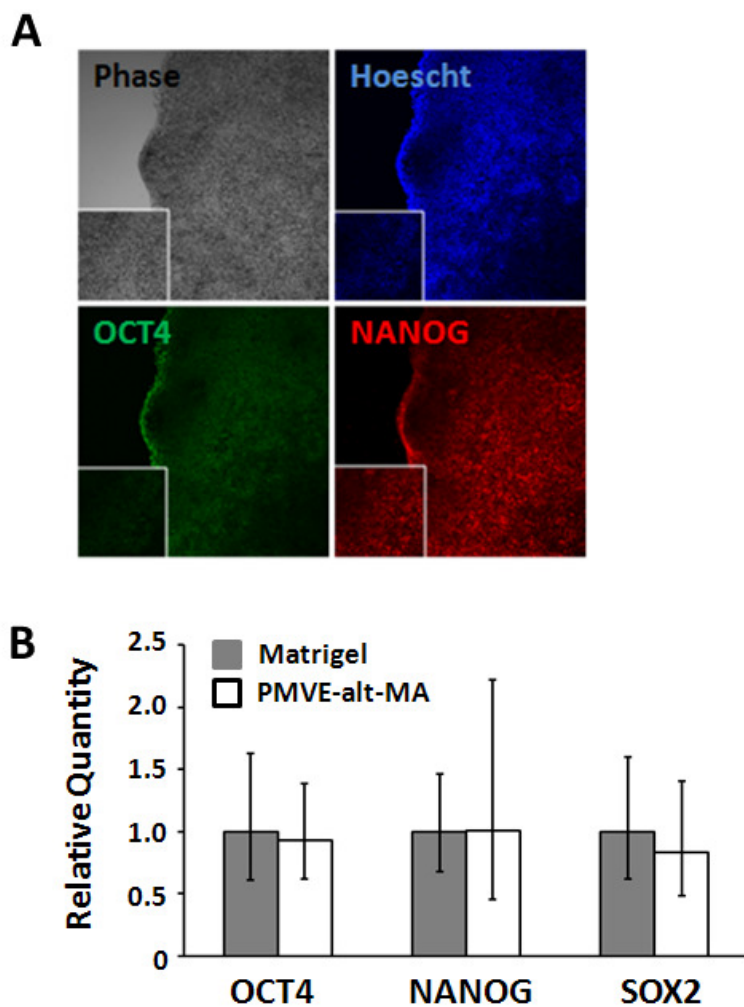 A
Phase
Hoescht
OCT4
NANOG
B
Matrigel
PMVE-alt-MA
Relative Quantity
2.5
2.0
1.5
1.0
0.5
0
OCT4 NANOG SOX2